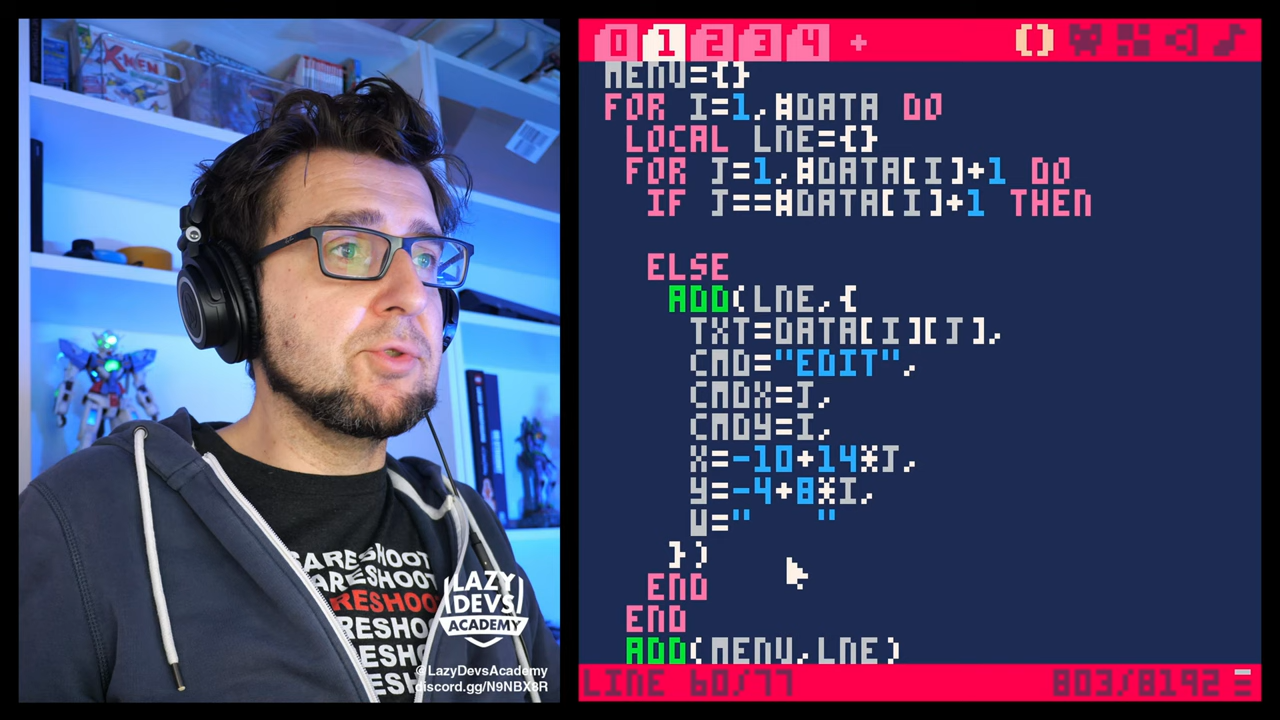 0 1 2 3 4 +
MENU={}
FOR I=1,#DATA DO
LOCAL LNE={}
FOR J=1,#DATA[I]+1 DO
IF J==#DATA[I]+1 THEN
ELSE
ADD(LNE,{
TXT=DATA[I][J],
CMD="EDIT",
CMDX=J,
CMDY=I,
X=-10+14*J,
Y=-4+8*I,
W="    "
})
END
END
ADD(MENU,LNE)
LINE 60/77
803/8192
LAZY
DEVS
ACADEMY
@LazyDevsAcademy
discord.gg/N9NBX8R